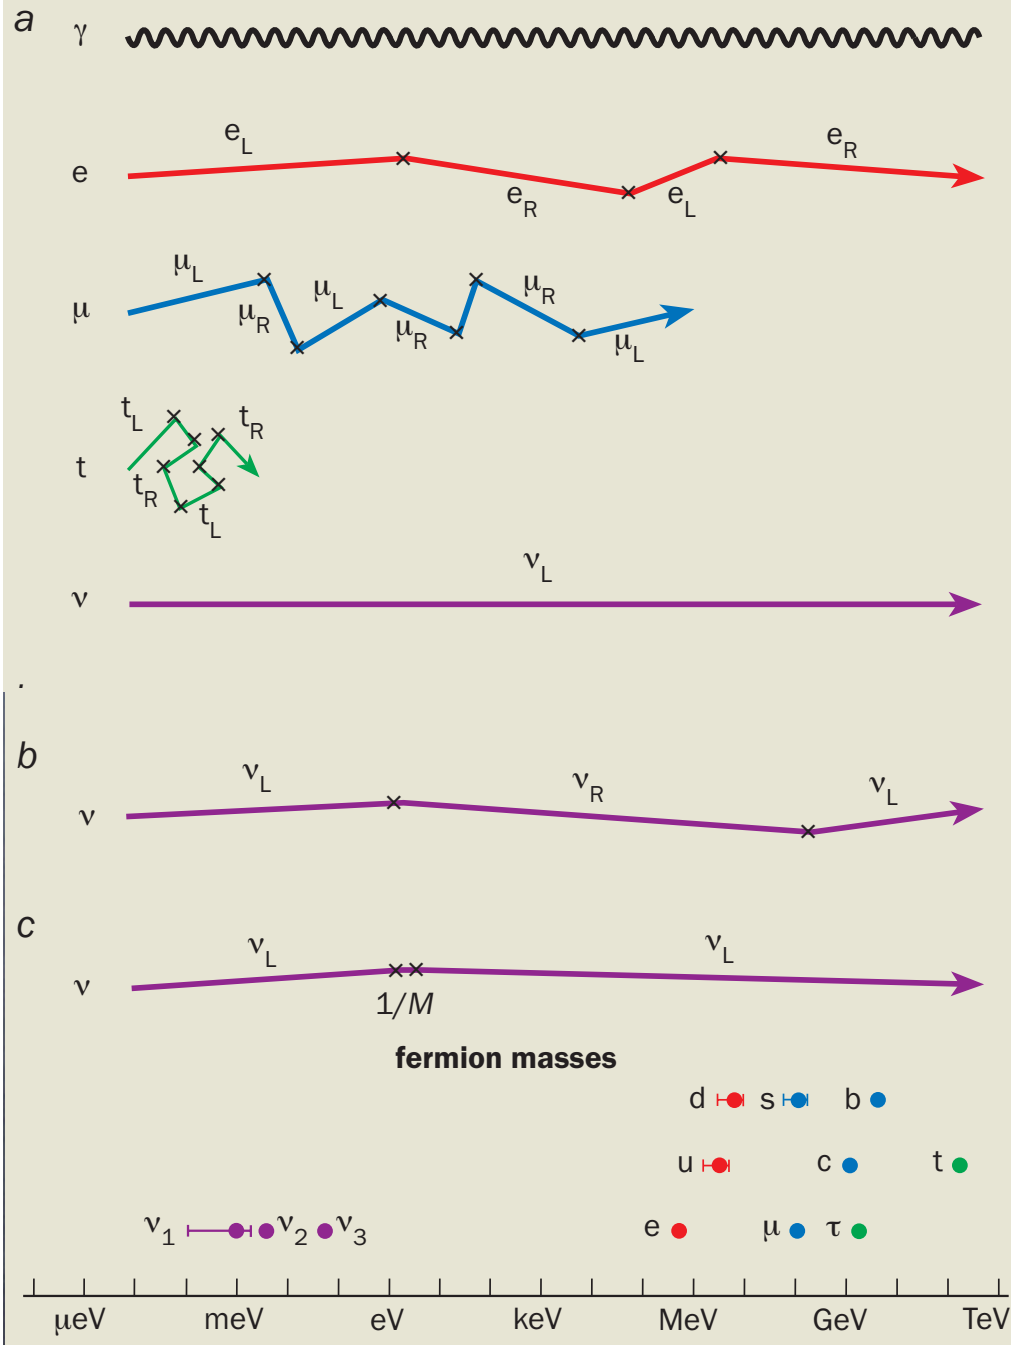 a γ
e e_L e_R e_L e_R
μ μ_L μ_R μ_L μ_R μ_R μ_L
t t_L t_R t_L t_R
ν ν_L
.
b
ν ν_L ν_R ν_L
c
ν ν_L ν_L
1/M
fermion masses
d s b
u c t
ν_1 ν_2 ν_3 e μ τ
μeV meV eV keV MeV GeV TeV